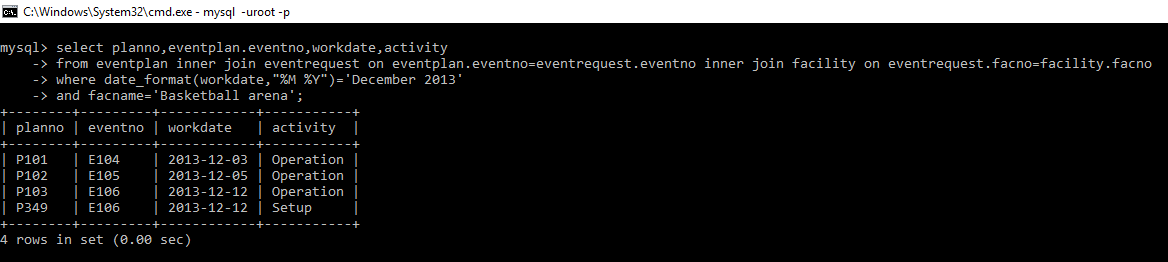 C:\Windows\System32\cmd.exe - mysql  -uroot -p
mysql> select planno,eventplan.eventno,workdate,activity
    -> from eventplan inner join eventrequest on eventplan.eventno=eventrequest.eventno inner join facility on eventrequest.facno=facility.facno
    -> where date_format(workdate,"%M %Y")='December 2013'
    -> and facname='Basketball arena';
+--------+---------+------------+-----------+
| planno | eventno | workdate   | activity  |
+--------+---------+------------+-----------+
| P101   | E104    | 2013-12-03 | Operation |
| P102   | E105    | 2013-12-05 | Operation |
| P103   | E106    | 2013-12-12 | Operation |
| P349   | E106    | 2013-12-12 | Setup     |
+--------+---------+------------+-----------+
4 rows in set (0.00 sec)